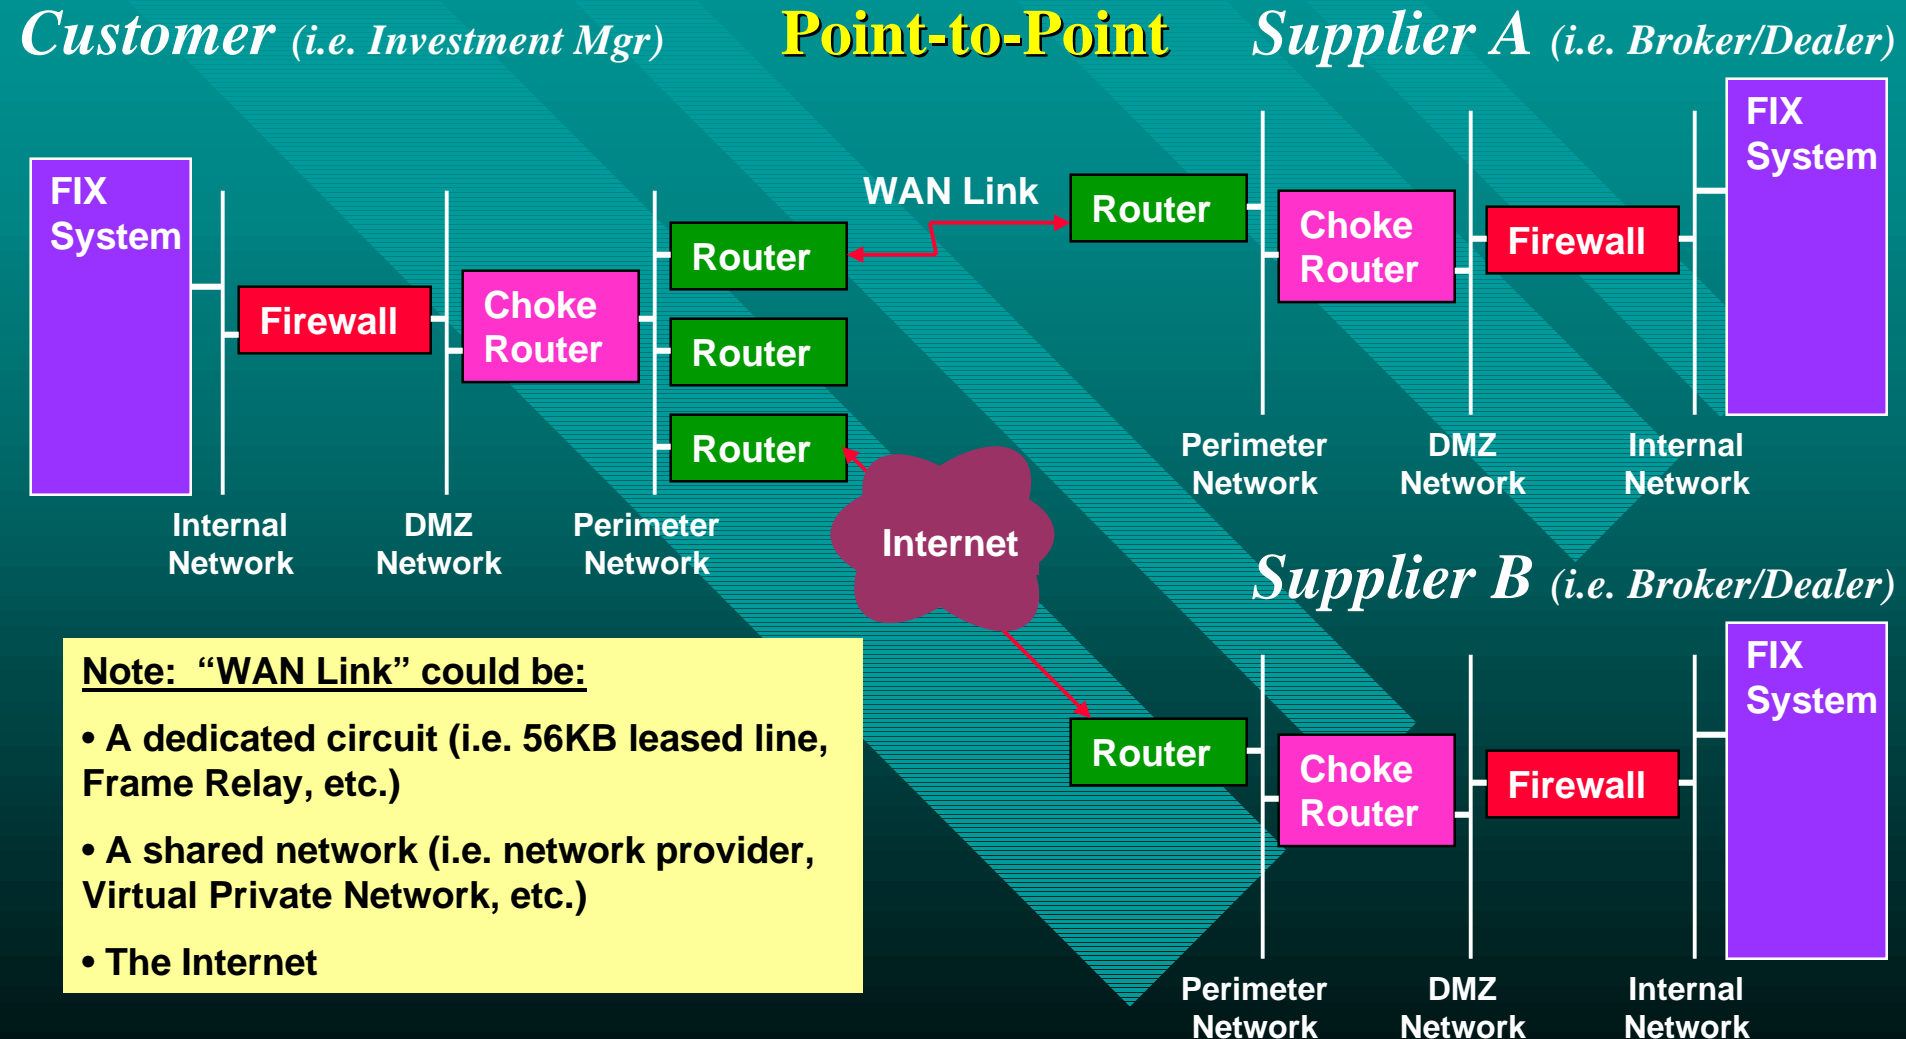 Customer (i.e. Investment Mgr)
Point-to-Point
Supplier A (i.e. Broker/Dealer)
FIX
System
Firewall
Choke
Router
Router
Router
Router
Internal
Network
DMZ
Network
Perimeter
Network
WAN Link
Internet
Router
Choke
Router
Firewall
FIX
System
Perimeter
Network
DMZ
Network
Internal
Network
Supplier B (i.e. Broker/Dealer)
Router
Choke
Router
Firewall
FIX
System
Perimeter
Network
DMZ
Network
Internal
Network
Note: “WAN Link” could be:
• A dedicated circuit (i.e. 56KB leased line,
Frame Relay, etc.)
• A shared network (i.e. network provider,
Virtual Private Network, etc.)
• The Internet